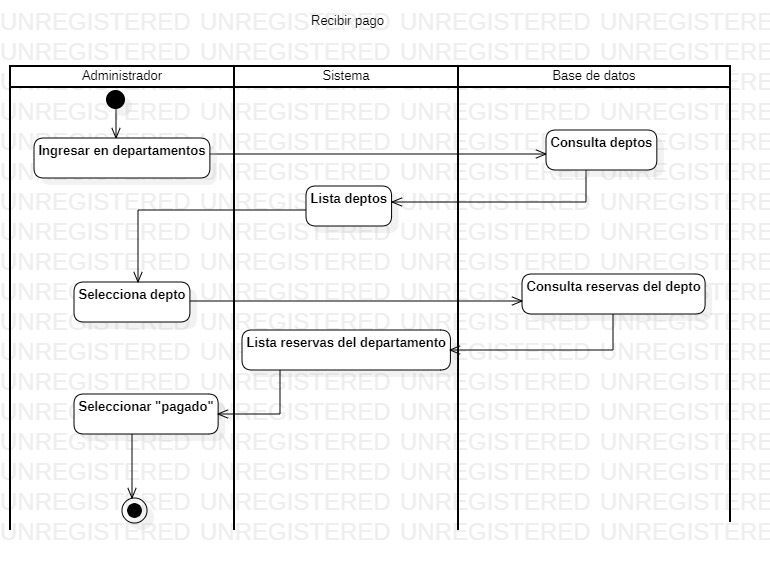 Recibir pago
Administrador
Sistema
Base de datos
Ingresar en departamentos
Consulta deptos
Lista deptos
Selecciona depto
Consulta reservas del depto
Lista reservas del departamento
Seleccionar "pagado"
UNREGISTERED UNREGISTERED UNREGISTERED UNREGISTERED